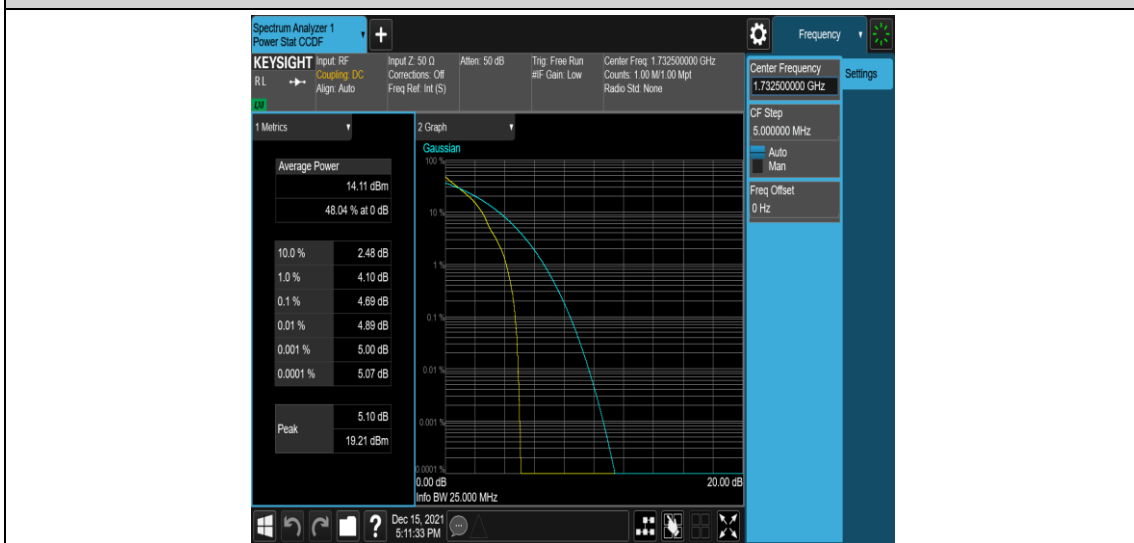 Spectrum Analyzer 1
Power Stat CCDF
Frequency
KEYSIGHT
RL
Input: RF
Coupling: DC
Align: Auto
Input Z: 50 Ω
Corrections: Off
Freq Ref: Int (S)
Atten: 50 dB
Trig: Free Run
#IF Gain: Low
Center Freq: 1.732500000 GHz
Counts: 1.00 M/1.00 Mpt
Radio Std: None
1 Metrics
Average Power
14.11 dBm
48.04 % at 0 dB
10.0 % 2.48 dB
1.0 % 4.10 dB
0.1 % 4.69 dB
0.01 % 4.89 dB
0.001 % 5.00 dB
0.0001 % 5.07 dB
Peak
5.10 dB
19.21 dBm
2 Graph
Gaussian
100 %
10 %
1 %
0.1 %
0.01 %
0.001 %
0.0001 %
0.00 dB 20.00 dB
Info BW 25.000 MHz
Center Frequency
1.732500000 GHz
Settings
CF Step
5.000000 MHz
Auto
Man
Freq Offset
0 Hz
?
Dec 15, 2021
5:11:33 PM